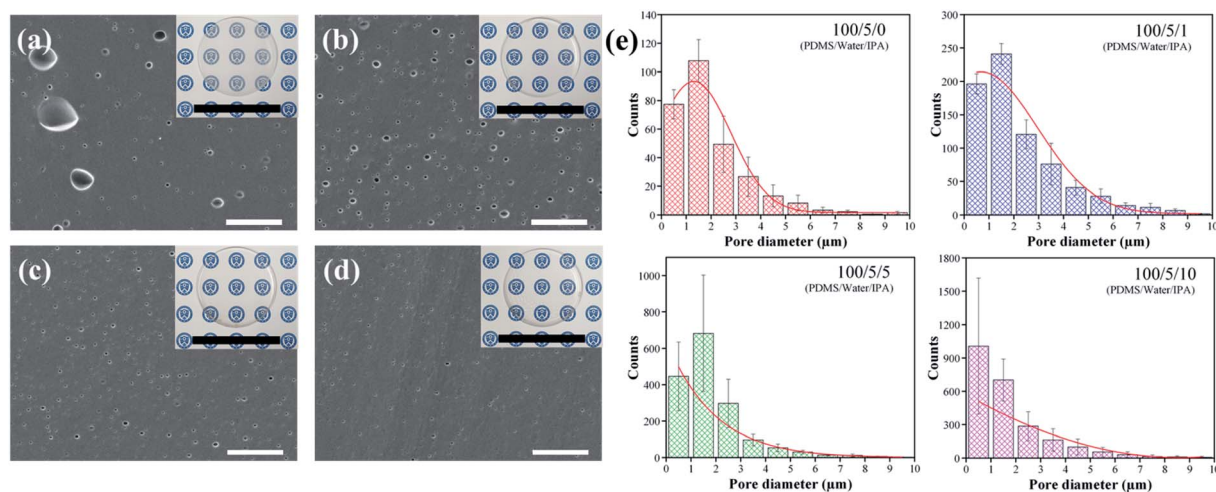 (a)
(b)
(c)
(d)
(e)
100/5/0
(PDMS/Water/IPA)
Counts
140
120
100
80
60
40
20
0
0 1 2 3 4 5 6 7 8 9 10
Pore diameter (µm)
100/5/1
(PDMS/Water/IPA)
Counts
300
250
200
150
100
50
0
0 1 2 3 4 5 6 7 8 9 10
Pore diameter (µm)
100/5/5
(PDMS/Water/IPA)
Counts
1000
800
600
400
200
0
0 1 2 3 4 5 6 7 8 9 10
Pore diameter (µm)
100/5/10
(PDMS/Water/IPA)
Counts
1800
1500
1200
900
600
300
0
0 1 2 3 4 5 6 7 8 9 10
Pore diameter (µm)